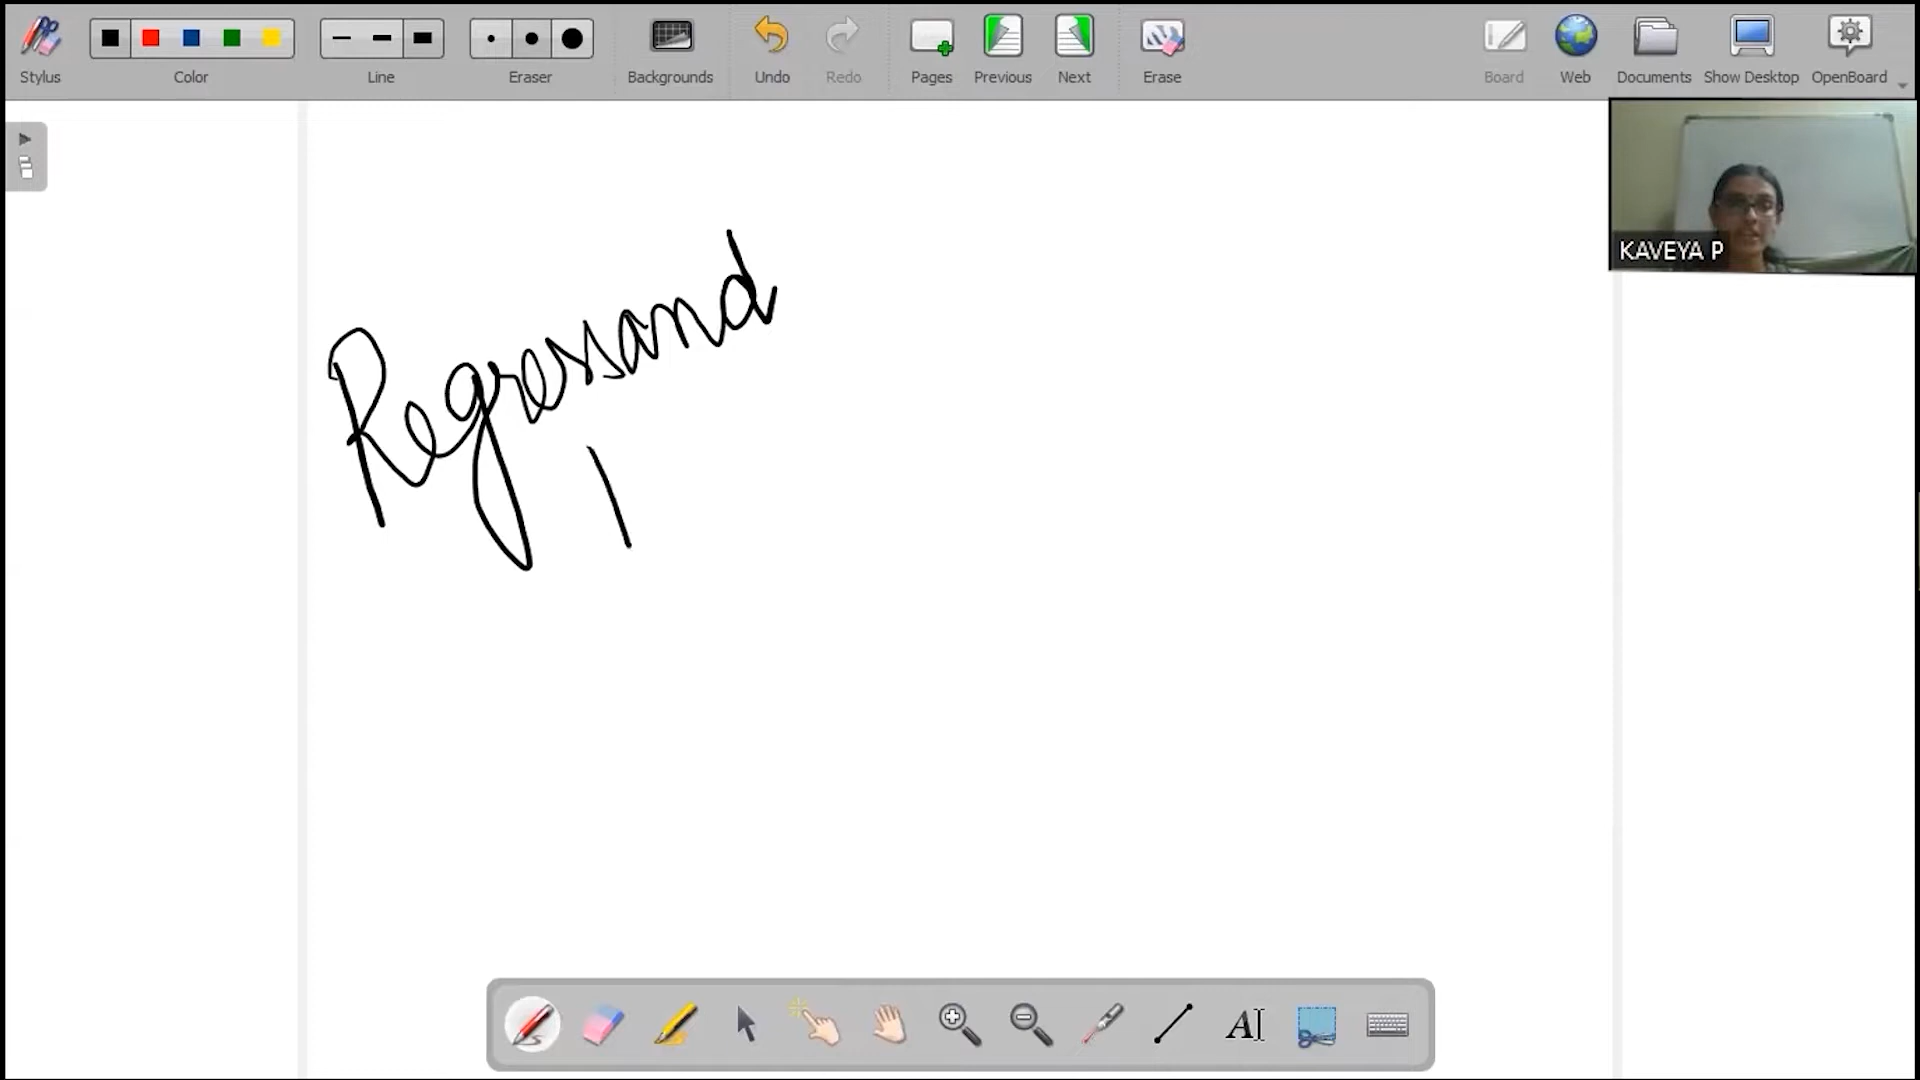 Stylus Color Line Eraser Backgrounds Undo Redo Pages Previous Next Erase Board Web Documents Show Desktop OpenBoard
KAVEYA P
Regressand